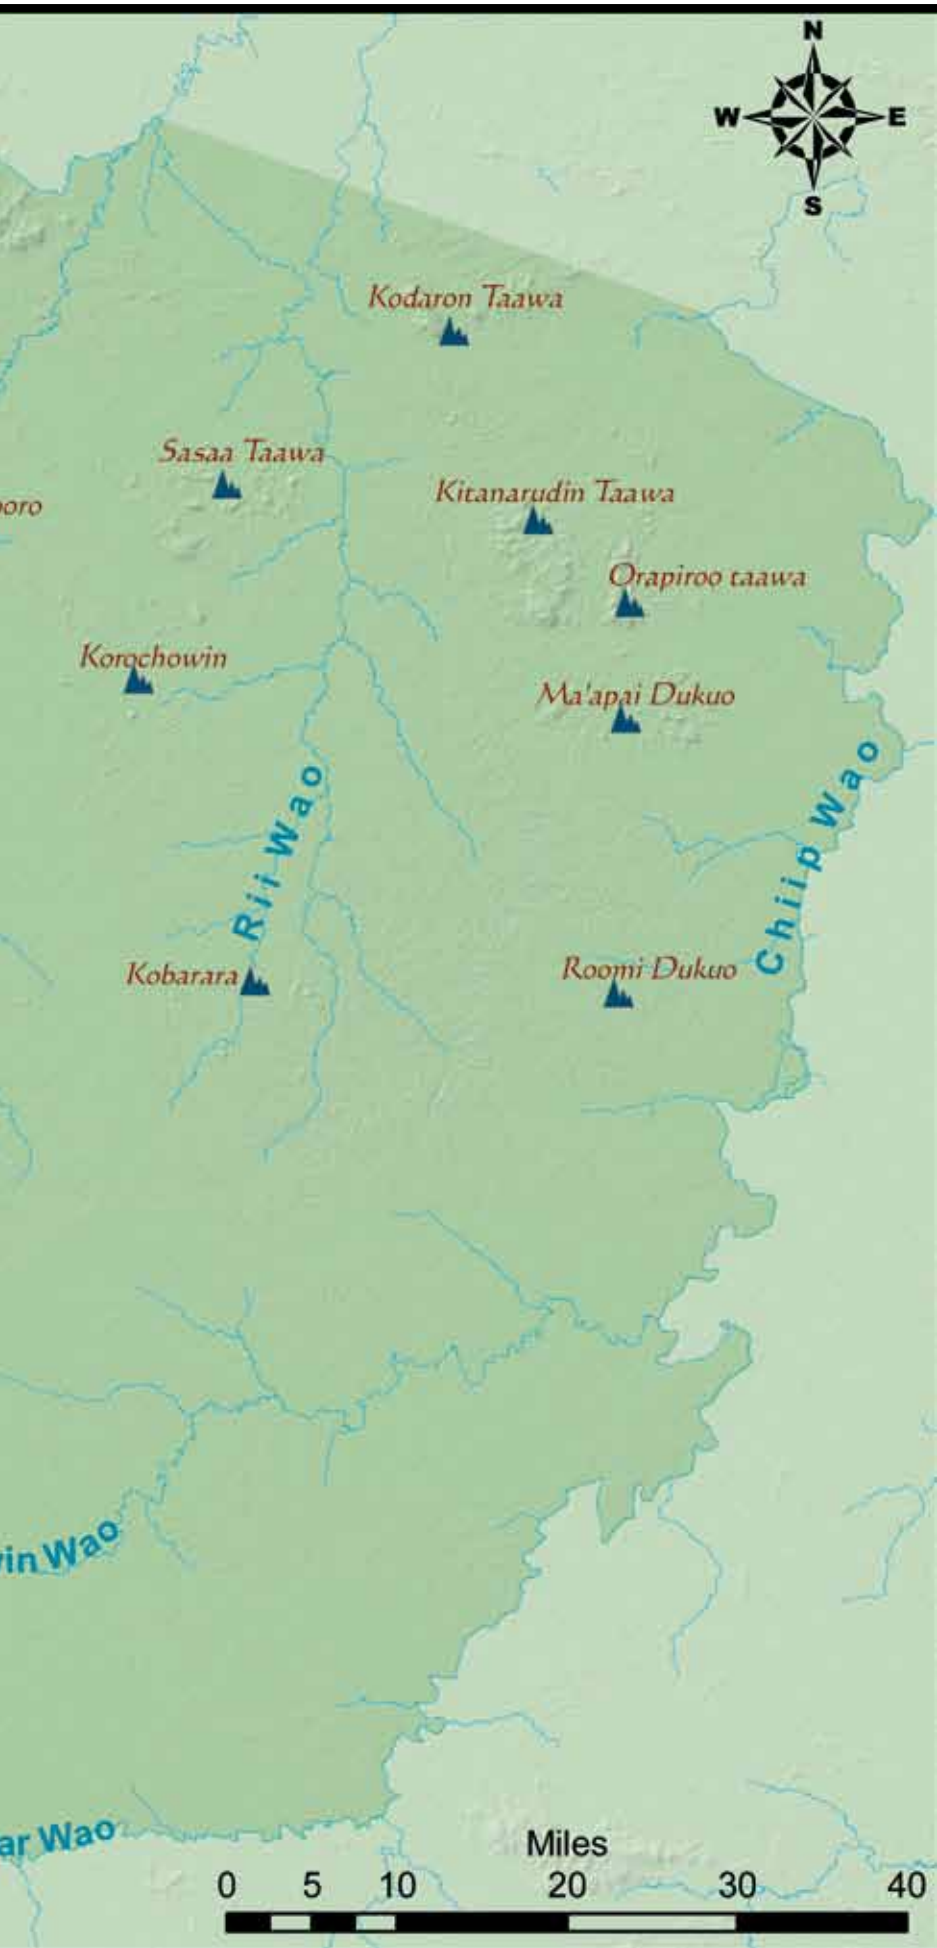 N
W E
S
Kodaron Taawa
Sasaa Taawa
Kitanarudin Taawa
oro
Orapiroo taawa
Korochowin
Ma'apai Dukuo
Rii Wao
Chiip Wao
Kobarara
Roomi Dukuo
in Wao
ar Wao
Miles
0 5 10 20 30 40